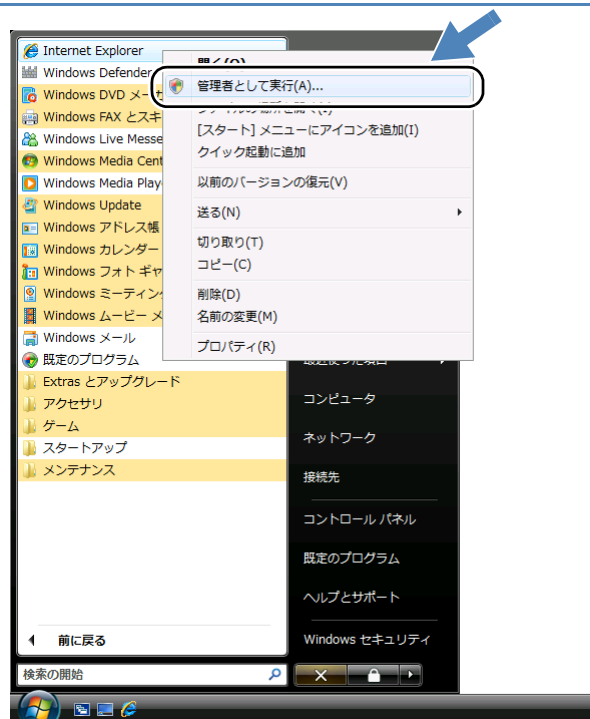 Internet Explorer
Windows Defender
Windows DVD メー
Windows FAX とスキ
Windows Live Messe
Windows Media Cent
Windows Media Play
Windows Update
Windows アドレス帳
Windows カレンダー
Windows フォト ギャ
Windows ミーティン
Windows ムービー メ
Windows メール
既定のプログラム
Extras とアップグレード
アクセサリ
ゲーム
スタートアップ
メンテナンス
前に戻る
検索の開始
管理者として実行(A)...
[スタート] メニューにアイコンを追加(I)
クイック起動に追加
以前のバージョンの復元(V)
送る(N)
切り取り(T)
コピー(C)
削除(D)
名前の変更(M)
プロパティ(R)
コンピュータ
ネットワーク
接続先
コントロール パネル
既定のプログラム
ヘルプとサポート
Windows セキュリティ